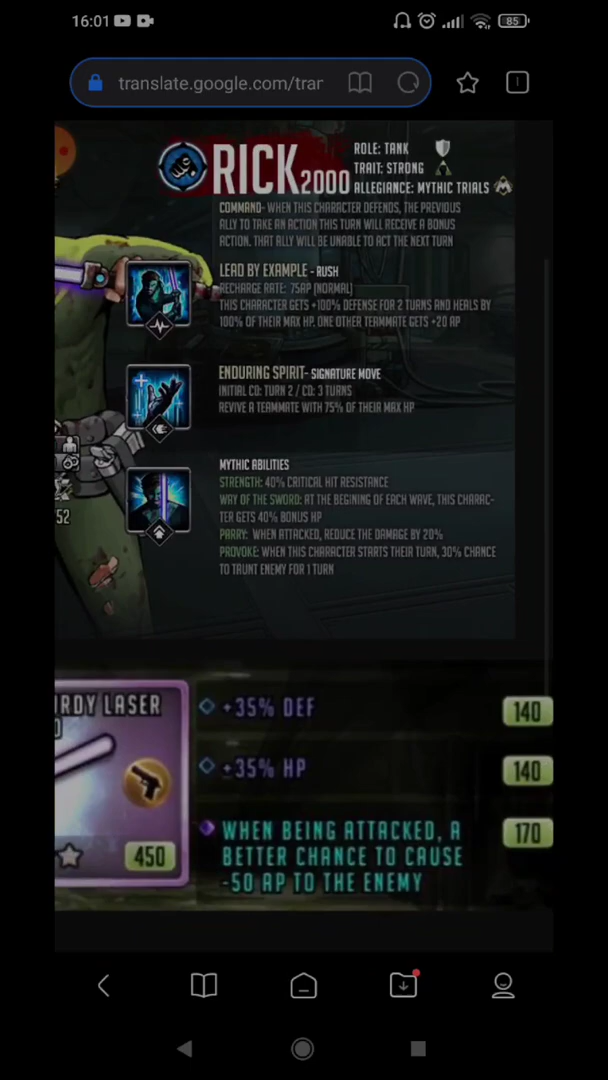 16:01
85
translate.google.com/trar
RICK2000
ROLE: TANK
TRAIT: STRONG
ALLEGIANCE: MYTHIC TRIALS
COMMAND- WHEN THIS CHARACTER DEFENDS, THE PREVIOUS
ALLY TO TAKE AN ACTION THIS TURN WILL RECEIVE A BONUS
ACTION. THAT ALLY WILL BE UNABLE TO ACT THE NEXT TURN
LEAD BY EXAMPLE - RUSH
RECHARGE RATE: 75AP (NORMAL)
THIS CHARACTER GETS +100% DEFENSE FOR 2 TURNS AND HEALS BY
100% OF THEIR MAX HP. ONE OTHER TEAMMATE GETS +20 AP
ENDURING SPIRIT- SIGNATURE MOVE
INITIAL CD: TURN 2 / CD: 3 TURNS
REVIVE A TEAMMATE WITH 75% OF THEIR MAX HP
52
MYTHIC ABILITIES
STRENGTH: 40% CRITICAL HIT RESISTANCE
WAY OF THE SWORD: AT THE BEGINING OF EACH WAVE, THIS CHARAC-
TER GETS 40% BONUS HP
PARRY: WHEN ATTACKED, REDUCE THE DAMAGE BY 20%
PROVOKE: WHEN THIS CHARACTER STARTS THEIR TURN, 30% CHANCE
TO TAUNT ENEMY FOR 1 TURN
RDY LASER
450
+35% DEF
140
+35% HP
140
WHEN BEING ATTACKED, A
BETTER CHANCE TO CAUSE
-50 AP TO THE ENEMY
170